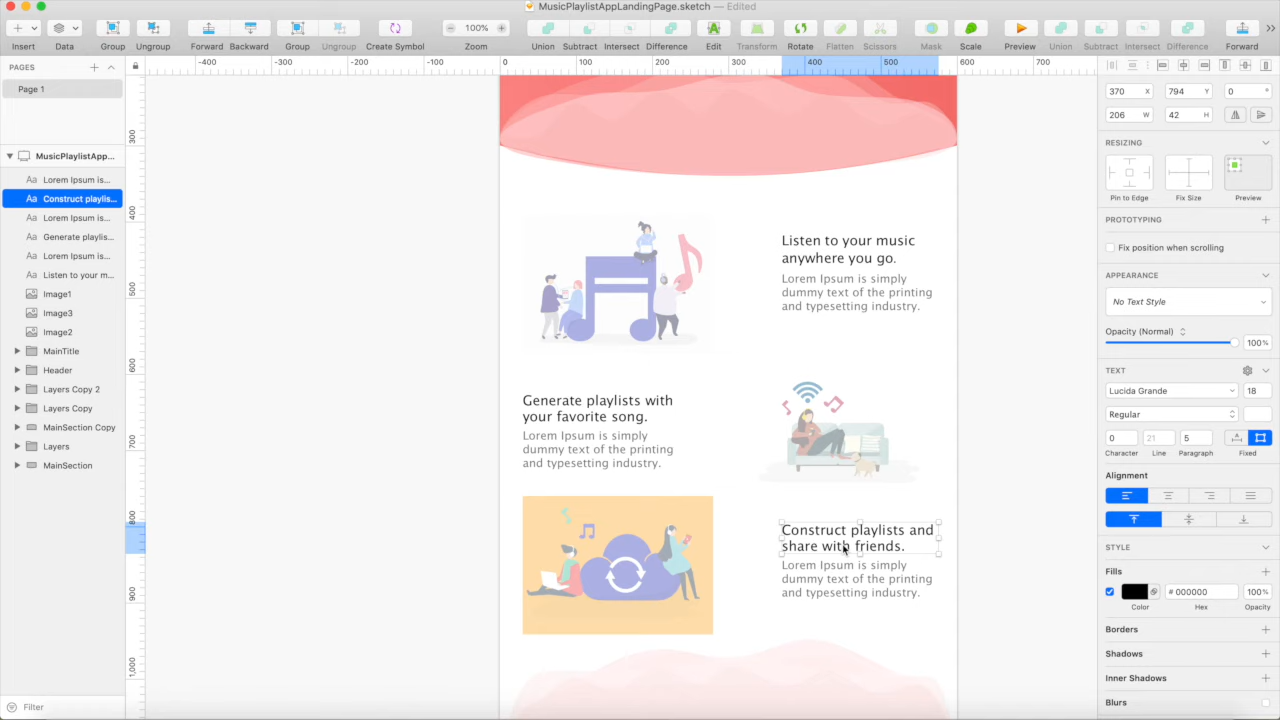 MusicPlaylistAppLandingPage.sketch — Edited
Insert
Data
Group
Ungroup
Forward
Backward
Group
Ungroup
Create Symbol
100%
Zoom
Union
Subtract
Intersect
Difference
Edit
Transform
Rotate
Flatten
Scissors
Mask
Scale
Preview
Union
Subtract
Intersect
Difference
Forward
PAGES
Page 1
MusicPlaylistApp...
Aa Lorem Ipsum is...
Aa Construct playlis...
Aa Lorem Ipsum is...
Aa Generate playlis...
Aa Lorem Ipsum is...
Aa Listen to your m...
Image1
Image3
Image2
MainTitle
Header
Layers Copy 2
Layers Copy
MainSection Copy
Layers
MainSection
Filter
-400 -300 -200 -100 0 100 200 300 400 500 600 700
300
400
500
600
700
800
900
1,000
Listen to your music
anywhere you go.
Lorem Ipsum is simply
dummy text of the printing
and typesetting industry.
Generate playlists with
your favorite song.
Lorem Ipsum is simply
dummy text of the printing
and typesetting industry.
Construct playlists and
share with friends.
Lorem Ipsum is simply
dummy text of the printing
and typesetting industry.
370 X 794 Y 0 °
206 W 42 H
RESIZING
Pin to Edge Fix Size Preview
PROTOTYPING
Fix position when scrolling
APPEARANCE
No Text Style
Opacity (Normal)
100%
TEXT
Lucida Grande 18
Regular
0 21 5
Character Line Paragraph Fixed
Alignment
STYLE
Fills
# 000000 100%
Color Hex Opacity
Borders
Shadows
Inner Shadows
Blurs